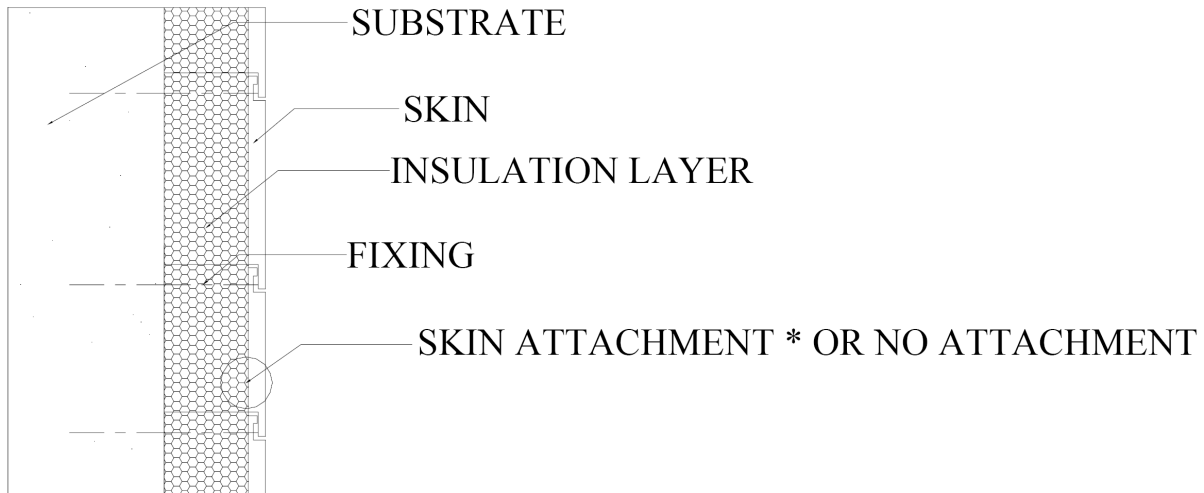 SUBSTRATE
SKIN
INSULATION LAYER
FIXING
SKIN ATTACHMENT * OR NO ATTACHMENT